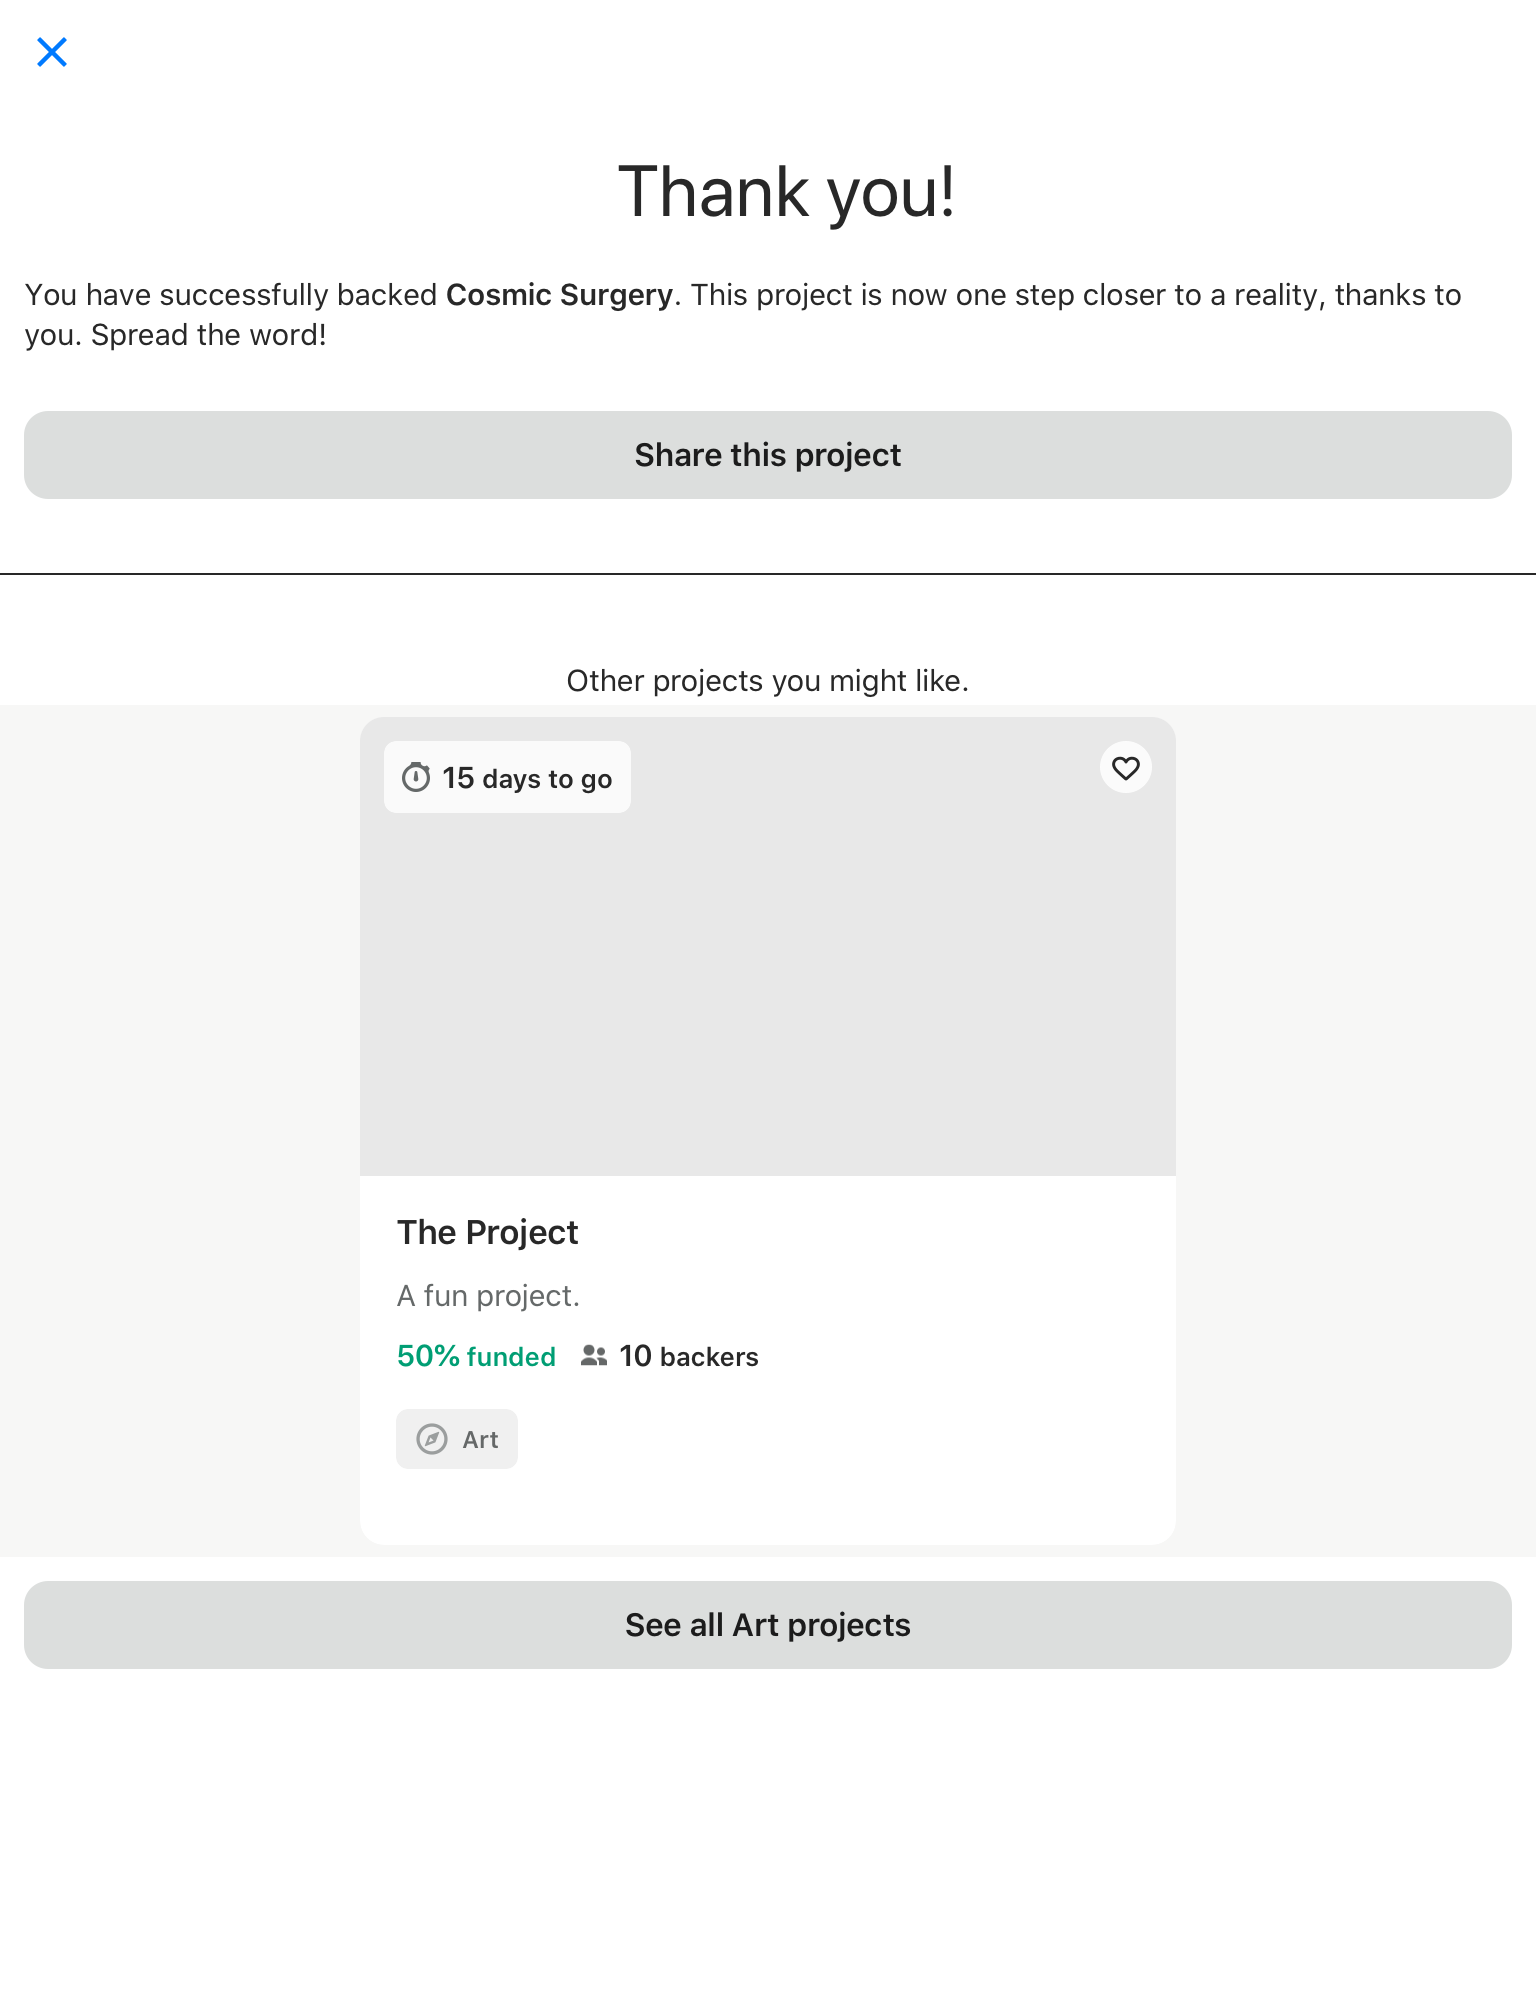 Thank you!
You have successfully backed Cosmic Surgery. This project is now one step closer to a reality, thanks to
you. Spread the word!
Share this project
Other projects you might like.
15 days to go
The Project
A fun project.
50% funded 10 backers
Art
See all Art projects